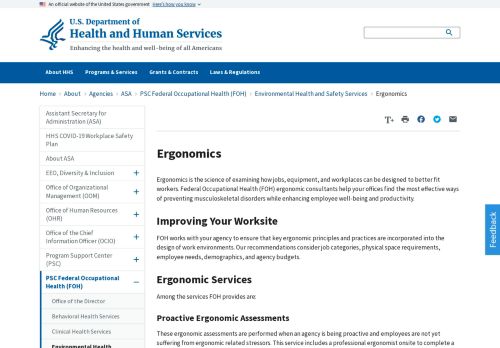 An official website of the United States government Here's how you know
U.S. Department of
Health and Human Services
Enhancing the health and well-being of all Americans
About HHS Programs & Services Grants & Contracts Laws & Regulations
Home About Agencies ASA PSC Federal Occupational Health (FOH) Environmental Health and Safety Services Ergonomics
Assistant Secretary for
Administration (ASA)
HHS COVID-19 Workplace Safety
Plan
About ASA
EEO, Diversity & Inclusion
Office of Organizational
Management (OOM)
Office of Human Resources
(OHR)
Office of the Chief
Information Officer (OCIO)
Program Support Center
(PSC)
PSC Federal Occupational
Health (FOH)
Office of the Director
Behavioral Health Services
Clinical Health Services
Environmental Health
T+
Ergonomics
Ergonomics is the science of examining how jobs, equipment, and workplaces can be designed to better fit
workers. Federal Occupational Health (FOH) ergonomic consultants help your offices find the most effective ways
of preventing musculoskeletal disorders while enhancing employee well-being and productivity.
Improving Your Worksite
FOH works with your agency to ensure that key ergonomic principles and practices are incorporated into the
design of work environments. Our recommendations consider job categories, physical space requirements,
employee needs, demographics, and agency budgets.
Ergonomic Services
Among the services FOH provides are:
Proactive Ergonomic Assessments
These ergonomic assessments are performed when an agency is being proactive and employees are not yet
suffering from ergonomic related stressors. This service includes a professional ergonomist onsite to complete a
Feedback